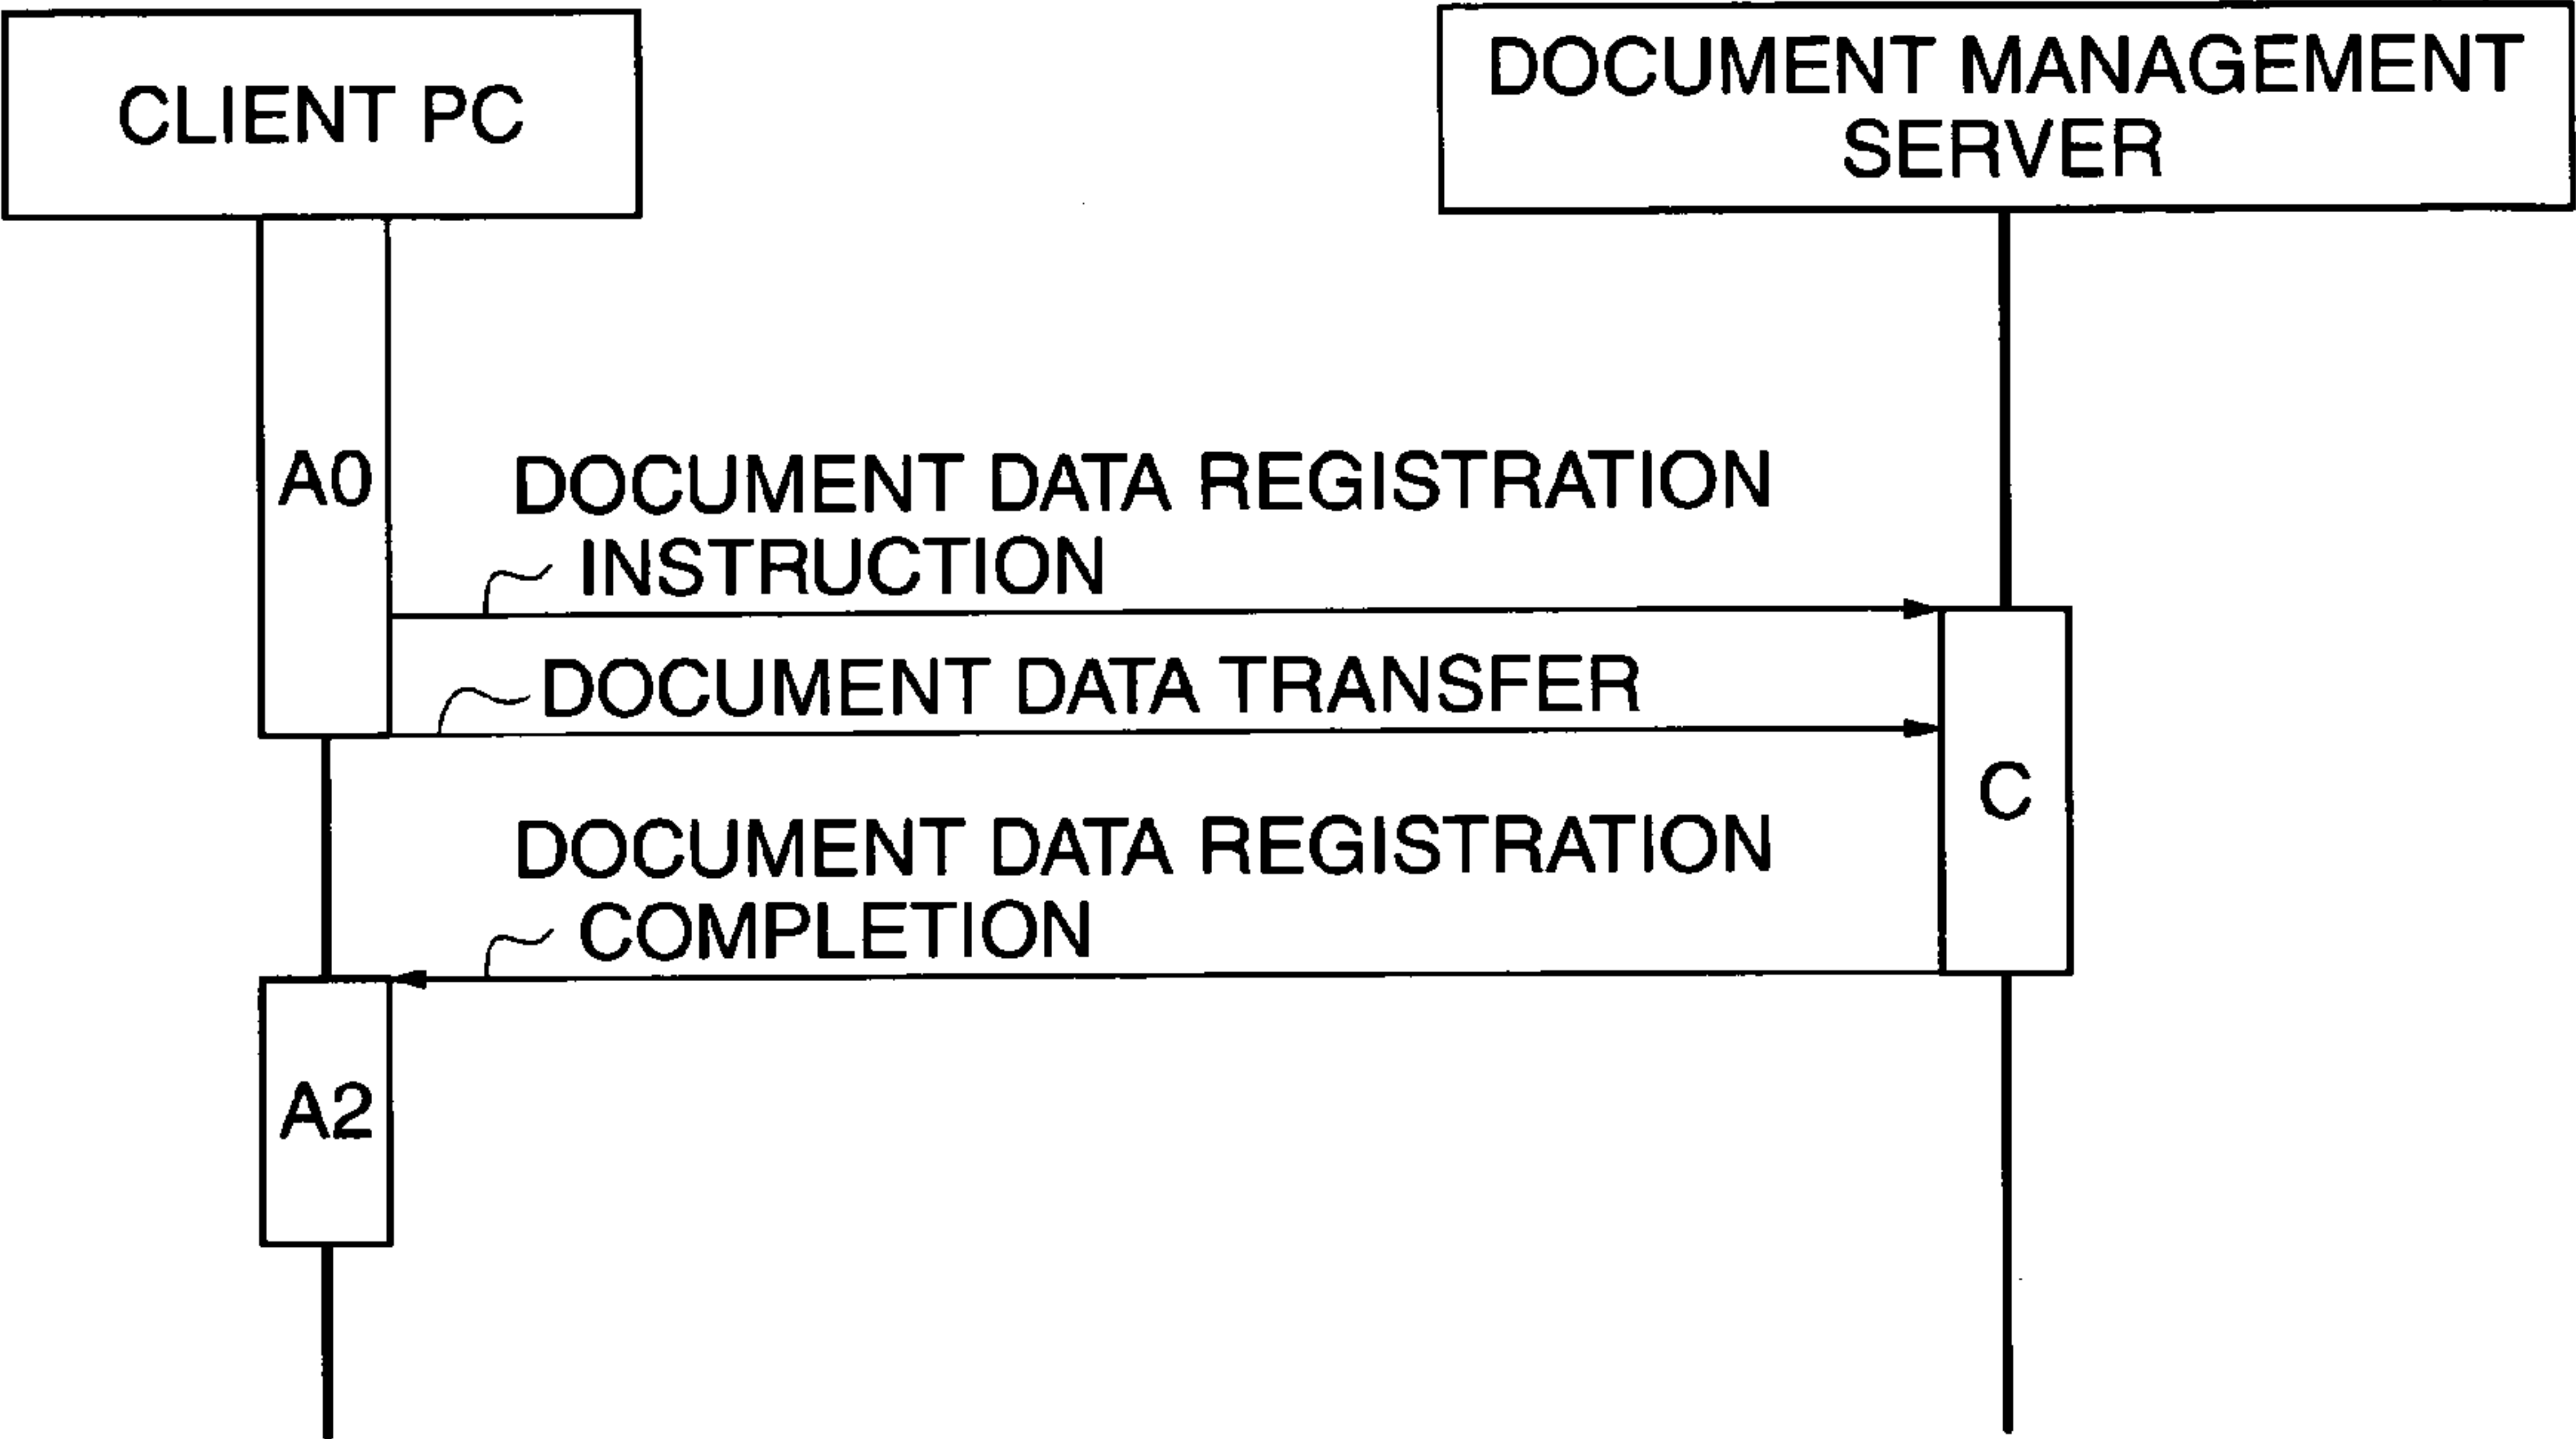 CLIENT PC
DOCUMENT MANAGEMENT
SERVER
A0
DOCUMENT DATA REGISTRATION
INSTRUCTION
DOCUMENT DATA TRANSFER
C
DOCUMENT DATA REGISTRATION
COMPLETION
A2